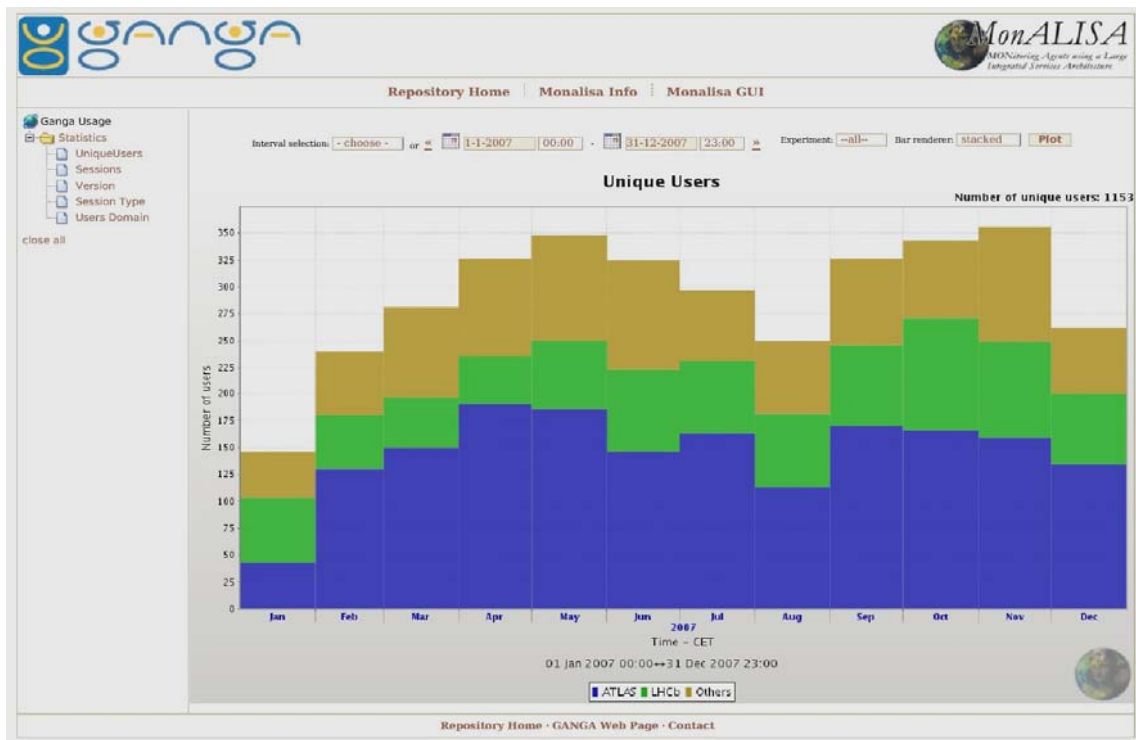 ganga
MonALISA
MONitoring Agents using a Large
Integrated Services Architecture
Repository Home Monalisa Info Monalisa GUI
Ganga Usage
Statistics
UniqueUsers
Sessions
Version
Session Type
Users Domain
close all
Interval selection: - choose - or « 1-1-2007 00:00 - 31-12-2007 23:00 » Experiment: --all-- Bar renderer: stacked Plot
Unique Users
Number of unique users: 1153
Number of users
350
325
300
275
250
225
200
175
150
125
100
75
50
25
0
Jan Feb Mar Apr May Jun Jul Aug Sep Oct Nov Dec
2007
Time - CET
01 Jan 2007 00:00↔31 Dec 2007 23:00
ATLAS LHCb Others
Repository Home · GANGA Web Page · Contact